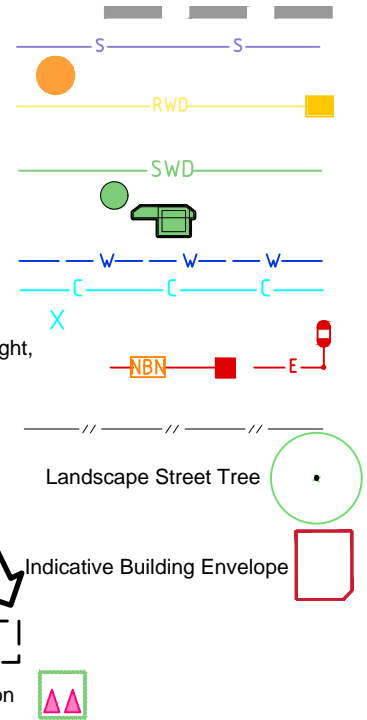 S S
RWD
SWD
W W W
C C C
X
ght,
NBN E
// // //
Landscape Street Tree
Indicative Building Envelope
on